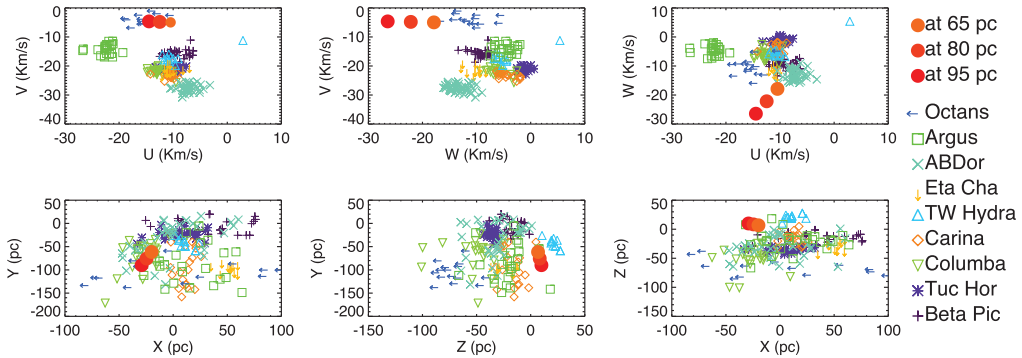 0
-10
-20
-30
-40
V (Km/s)
-30 -20 -10 0 10
U (Km/s)
0
-10
-20
-30
-40
V (Km/s)
-30 -20 -10 0 10
W (Km/s)
10
0
-10
-20
-30
W (Km/s)
-30 -20 -10 0 10
U (Km/s)
50
0
-50
-100
-150
-200
Y (pc)
-100 -50 0 50 100
X (pc)
50
0
-50
-100
-150
-200
Y (pc)
-150 -100 -50 0 50
Z (pc)
50
0
-50
-100
-150
Z (pc)
-100 -50 0 50 100
X (pc)
at 65 pc
at 80 pc
at 95 pc
Octans
Argus
ABDor
Eta Cha
TW Hydra
Carina
Columba
Tuc Hor
Beta Pic